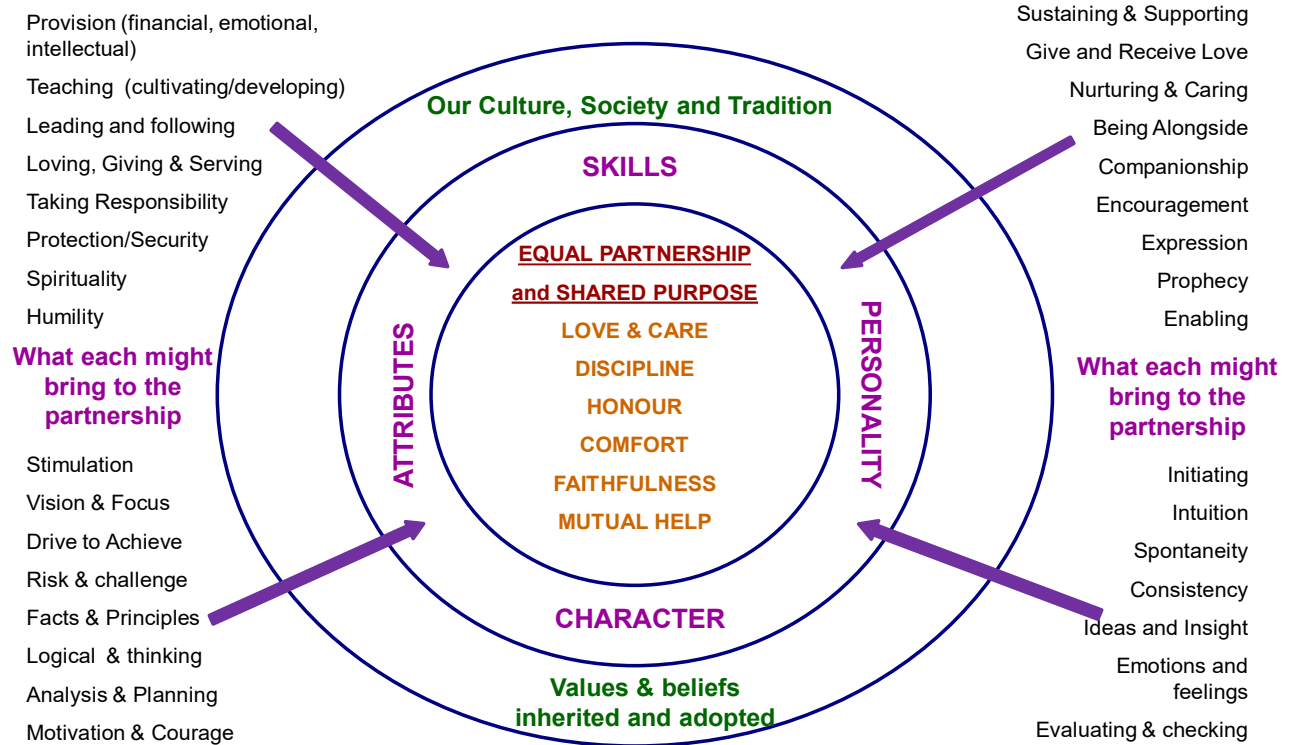 Provision (financial, emotional,
intellectual)
Teaching (cultivating/developing)
Leading and following
Loving, Giving & Serving
Taking Responsibility
Protection/Security
Spirituality
Humility
What each might
bring to the
partnership
Stimulation
Vision & Focus
Drive to Achieve
Risk & challenge
Facts & Principles
Logical & thinking
Analysis & Planning
Motivation & Courage
Our Culture, Society and Tradition
SKILLS
ATTRIBUTES
EQUAL PARTNERSHIP
and SHARED PURPOSE
LOVE & CARE
DISCIPLINE
HONOUR
COMFORT
FAITHFULNESS
MUTUAL HELP
PERSONALITY
CHARACTER
Values & beliefs
inherited and adopted
Sustaining & Supporting
Give and Receive Love
Nurturing & Caring
Being Alongside
Companionship
Encouragement
Expression
Prophecy
Enabling
What each might
bring to the
partnership
Initiating
Intuition
Spontaneity
Consistency
Ideas and Insight
Emotions and
feelings
Evaluating & checking